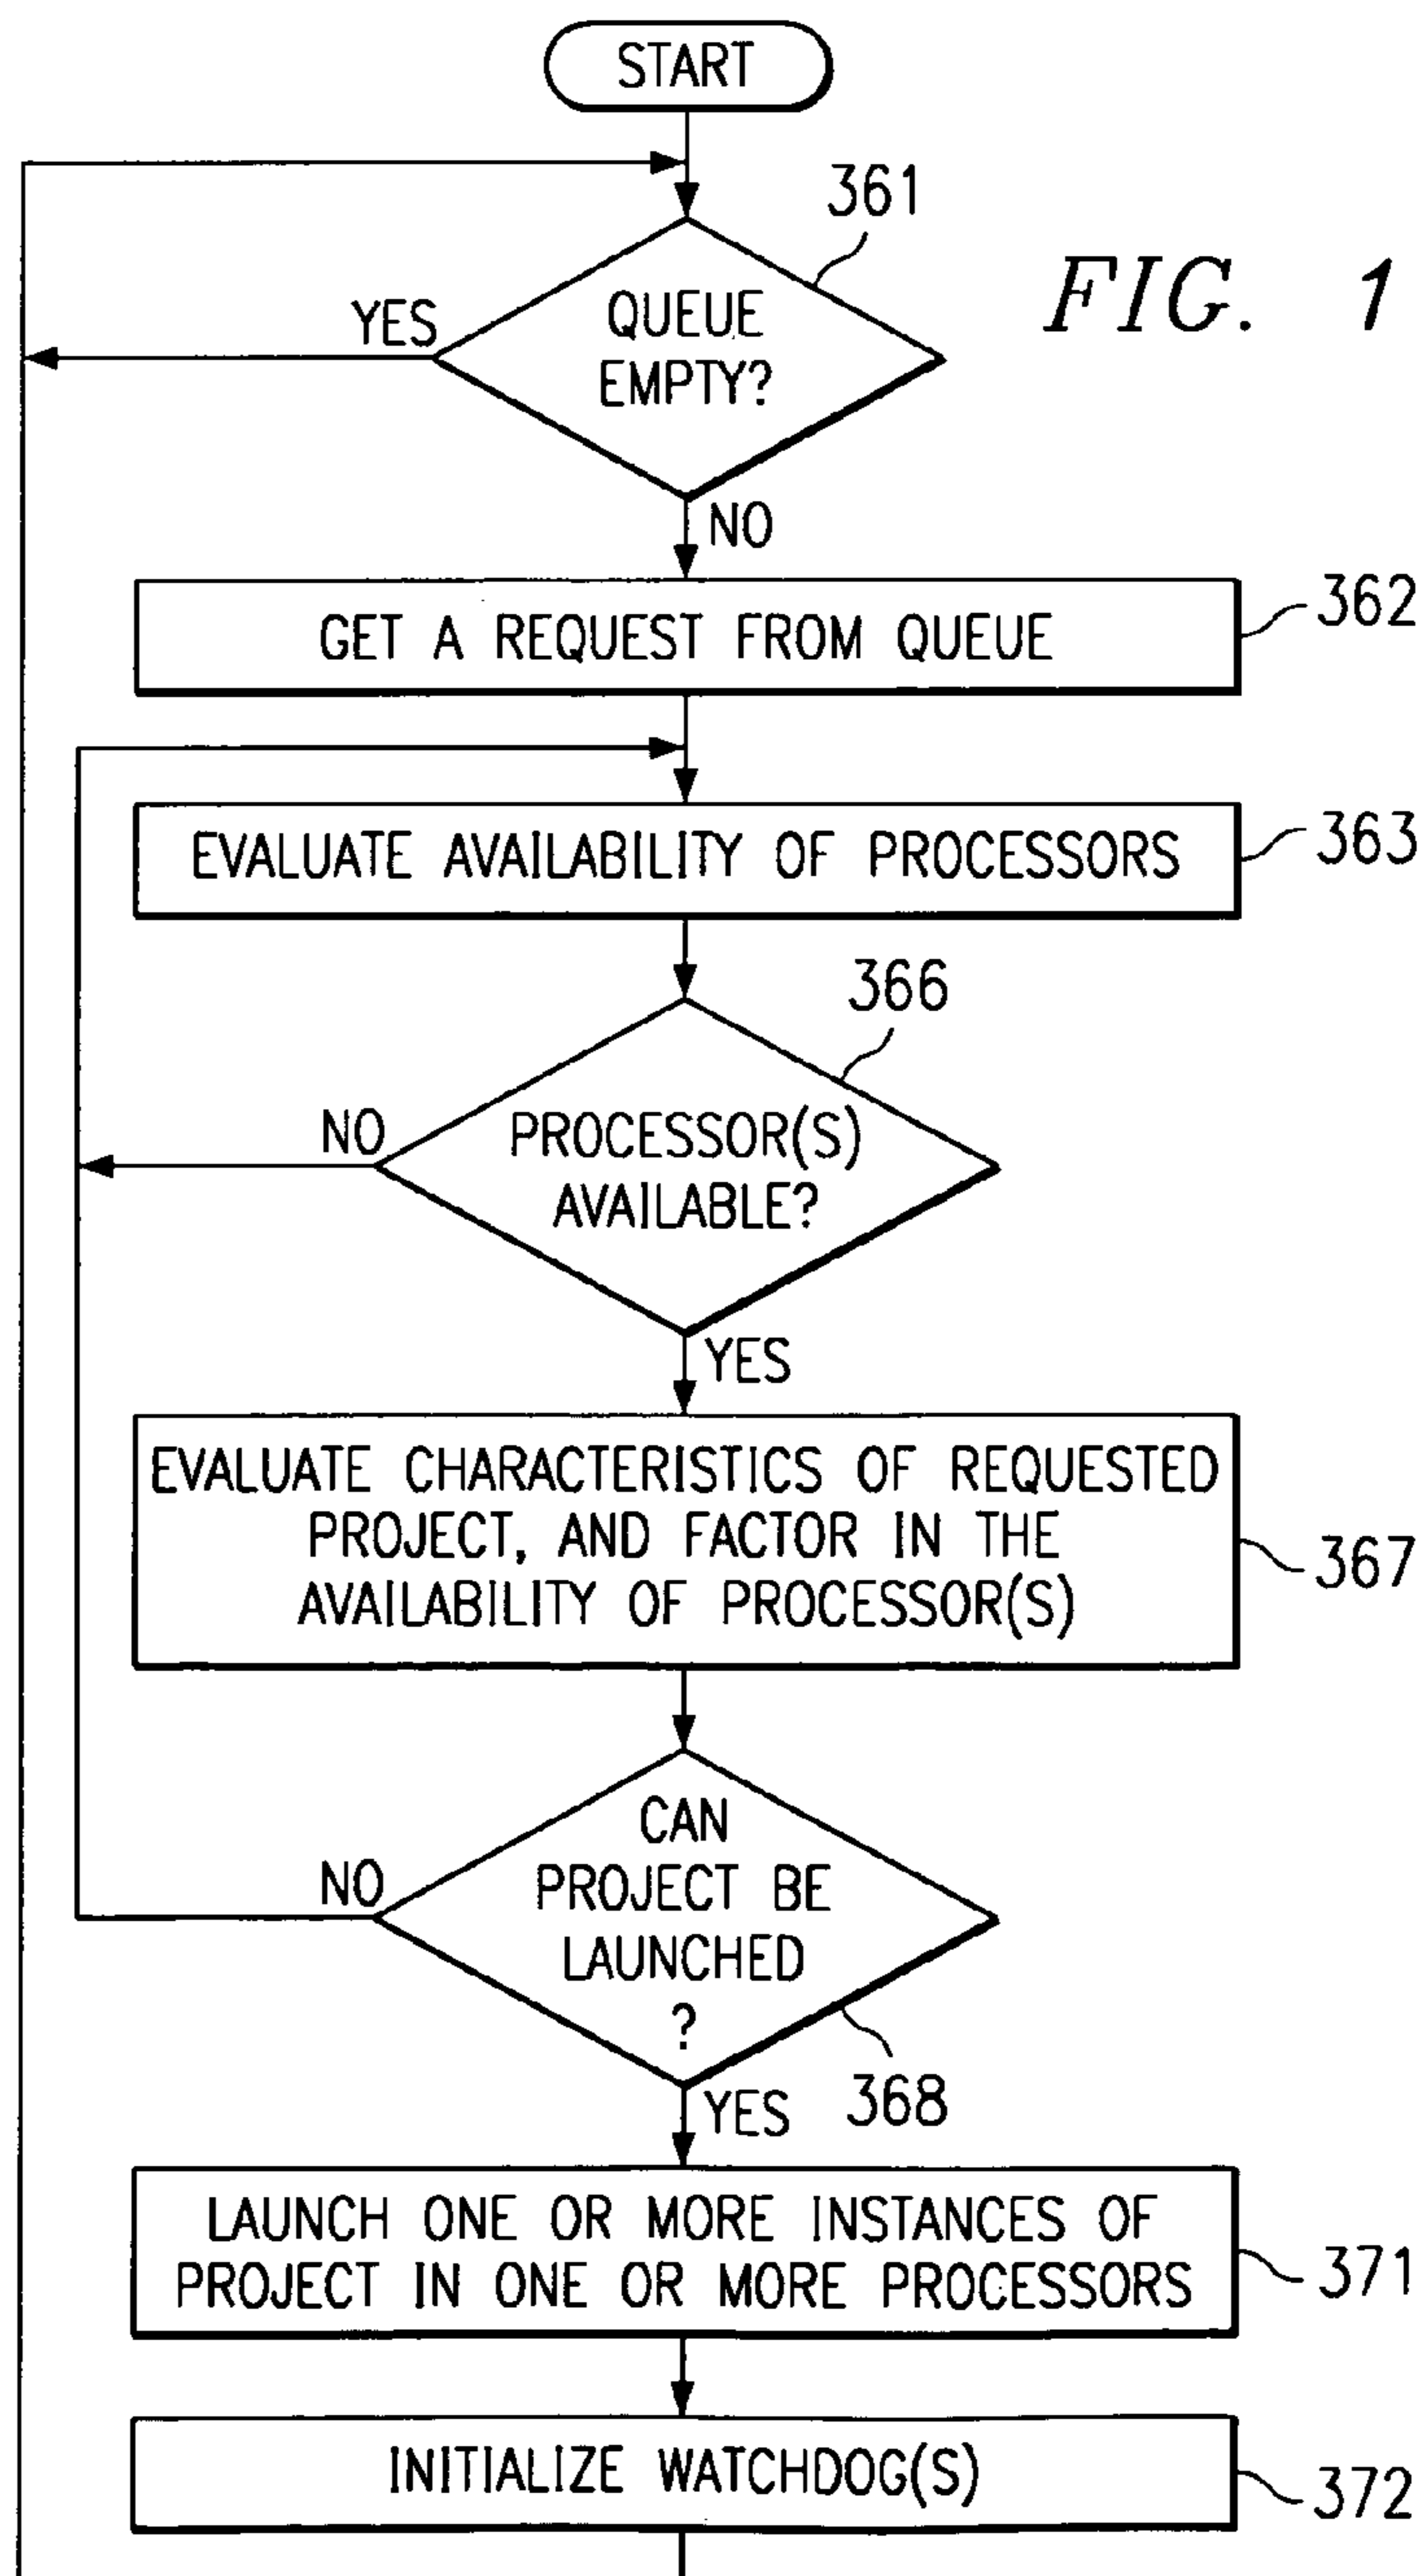 START
361
FIG. 1
YES
QUEUE
EMPTY?
NO
362
GET A REQUEST FROM QUEUE
363
EVALUATE AVAILABILITY OF PROCESSORS
366
NO
PROCESSOR(S)
AVAILABLE?
YES
EVALUATE CHARACTERISTICS OF REQUESTED
PROJECT, AND FACTOR IN THE
AVAILABILITY OF PROCESSOR(S)
367
CAN
NO
PROJECT BE
LAUNCHED
?
YES
368
LAUNCH ONE OR MORE INSTANCES OF
PROJECT IN ONE OR MORE PROCESSORS
371
INITIALIZE WATCHDOG(S)
372